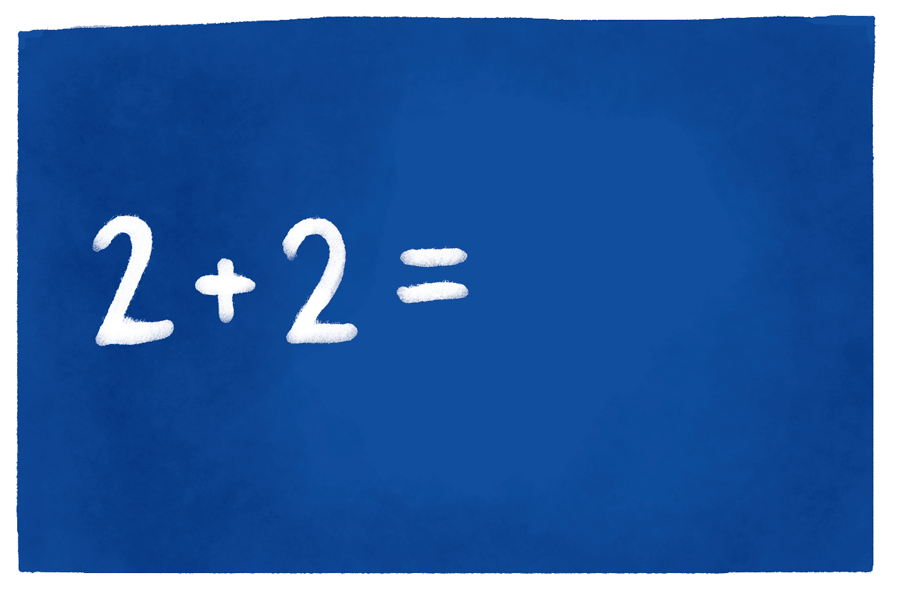 2 + 2 =